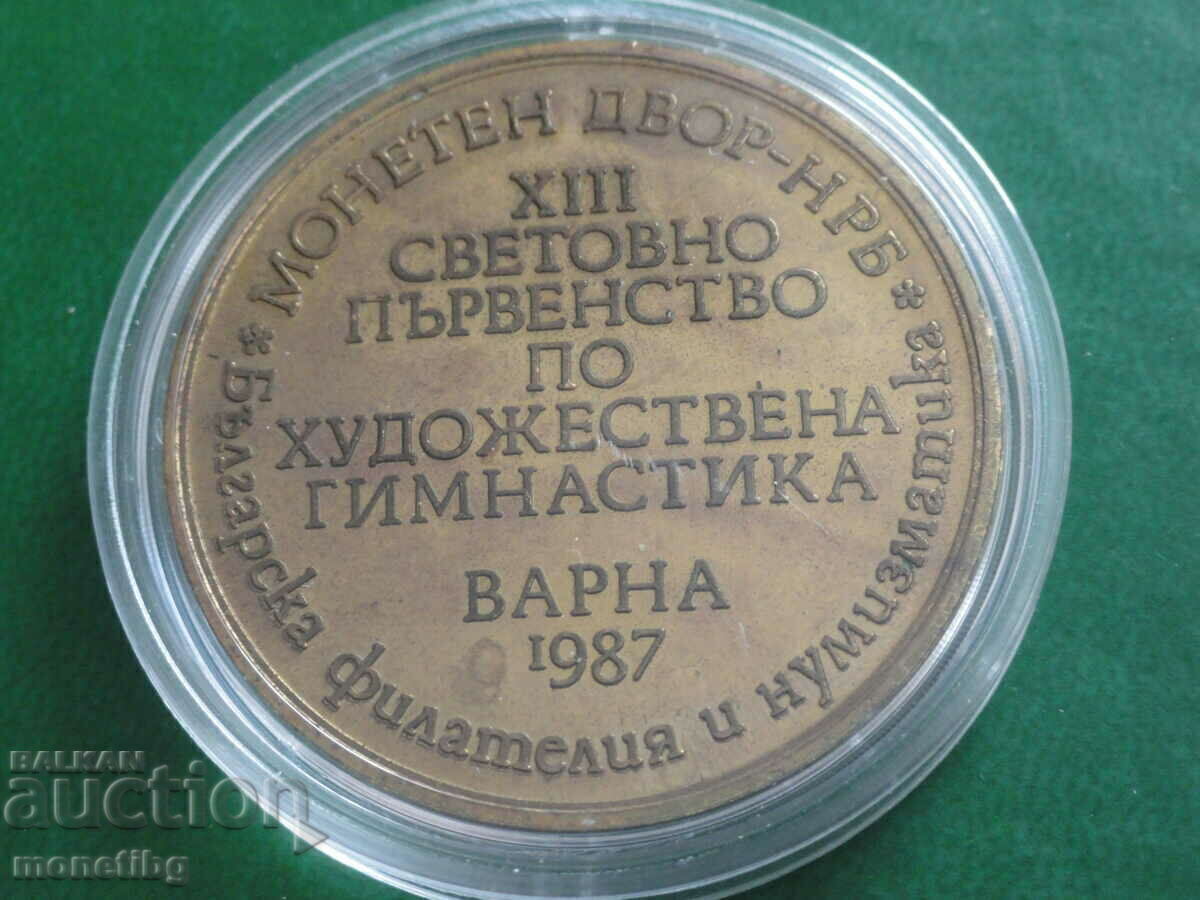 МОНЕТЕН ДВОР-НРБ
XIII
СВЕТОВНО
ПЪРВЕНСТВО
ПО
ХУДОЖЕСТВЕНА
ГИМНАСТИКА
ВАРНА
1987
Българска филателия и нумизматика
BALKAN
auction
monetibg